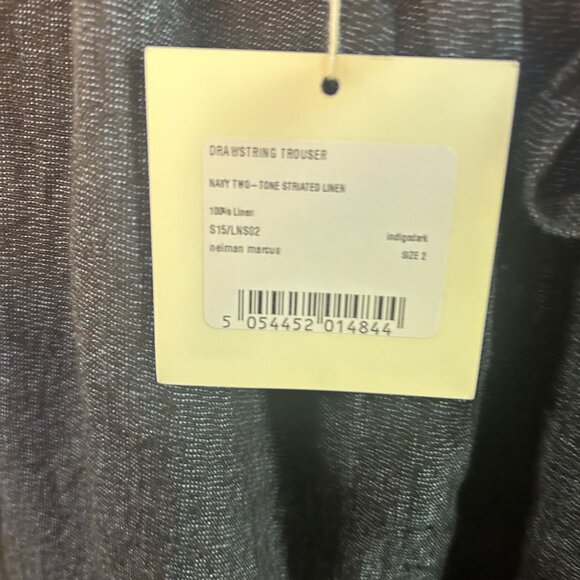 DRAWSTRING TROUSER
NAVY TWO-TONE STRIATED LINEN
100% Linen
S15/LNS02
indigodark
neiman marcus
SIZE 2
5 054452 014844